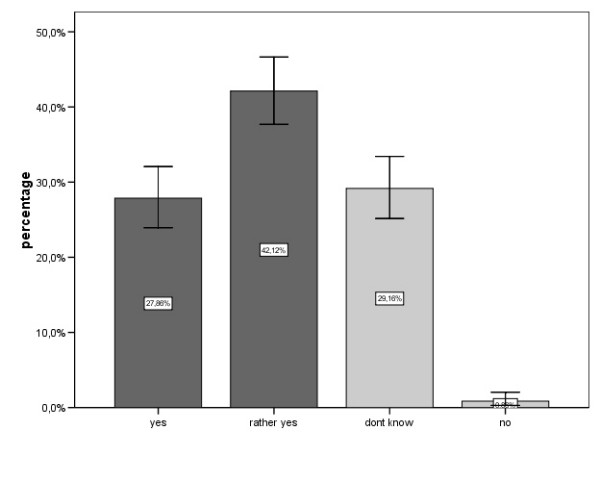 50,0%
40,0%
30,0%
20,0%
10,0%
0,0%
percentage
27,86%
42,12%
29,16%
yes
rather yes
dont know
no